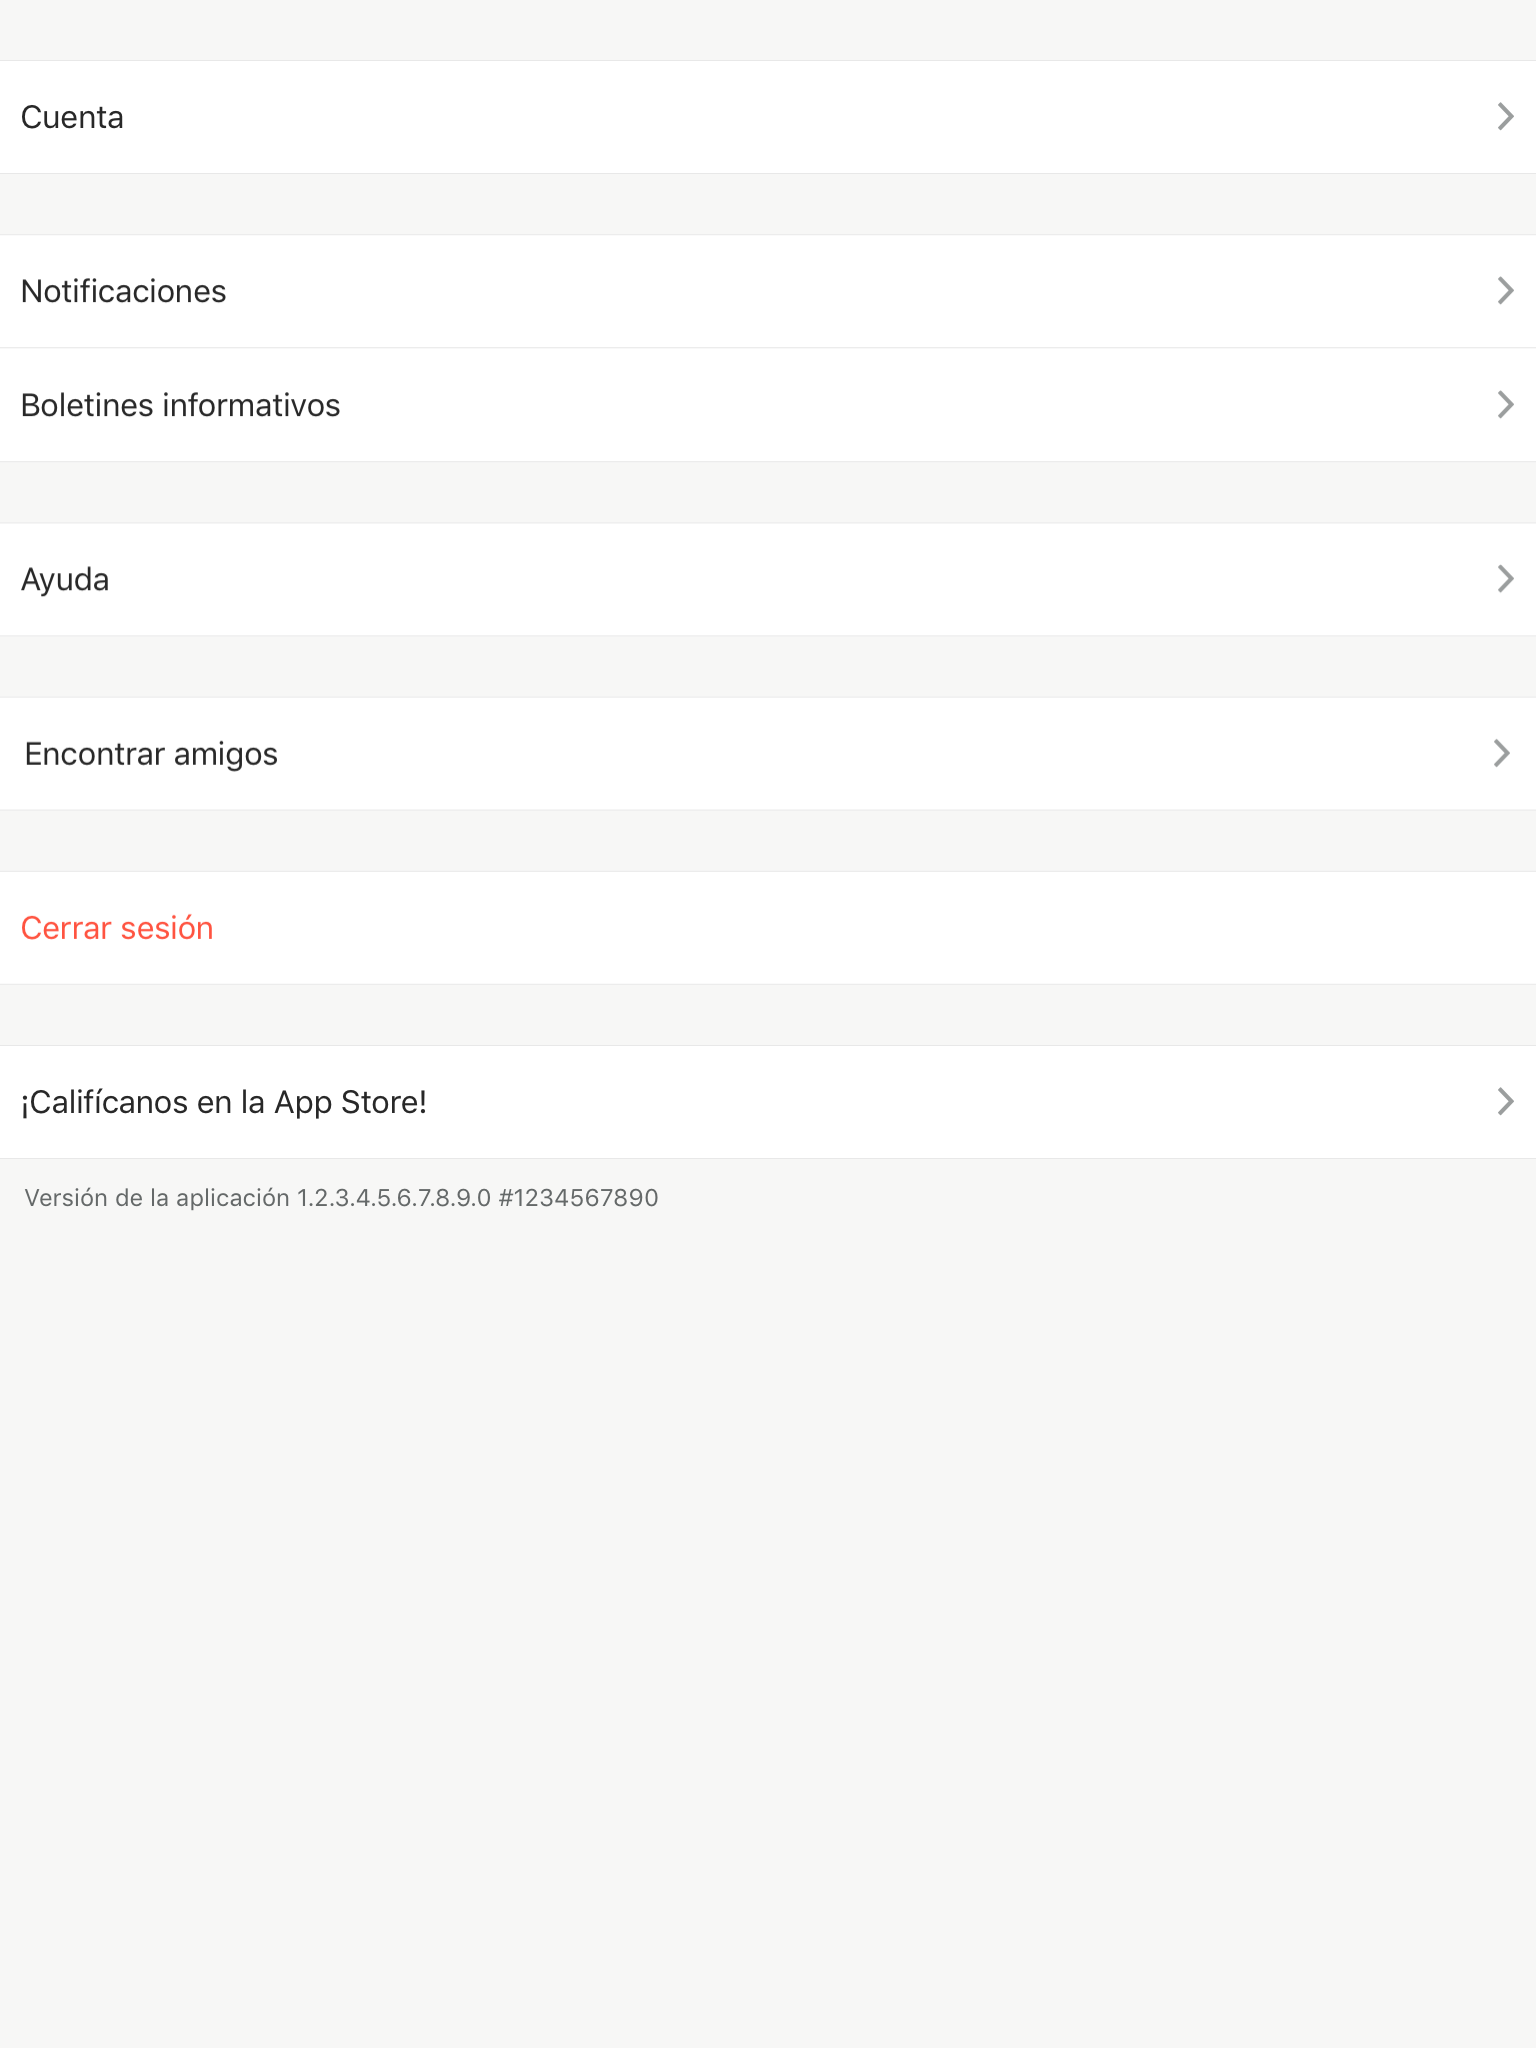 Cuenta
Notificaciones
Boletines informativos
Ayuda
Encontrar amigos
Cerrar sesión
¡Califícanos en la App Store!
Versión de la aplicación 1.2.3.4.5.6.7.8.9.0 #1234567890